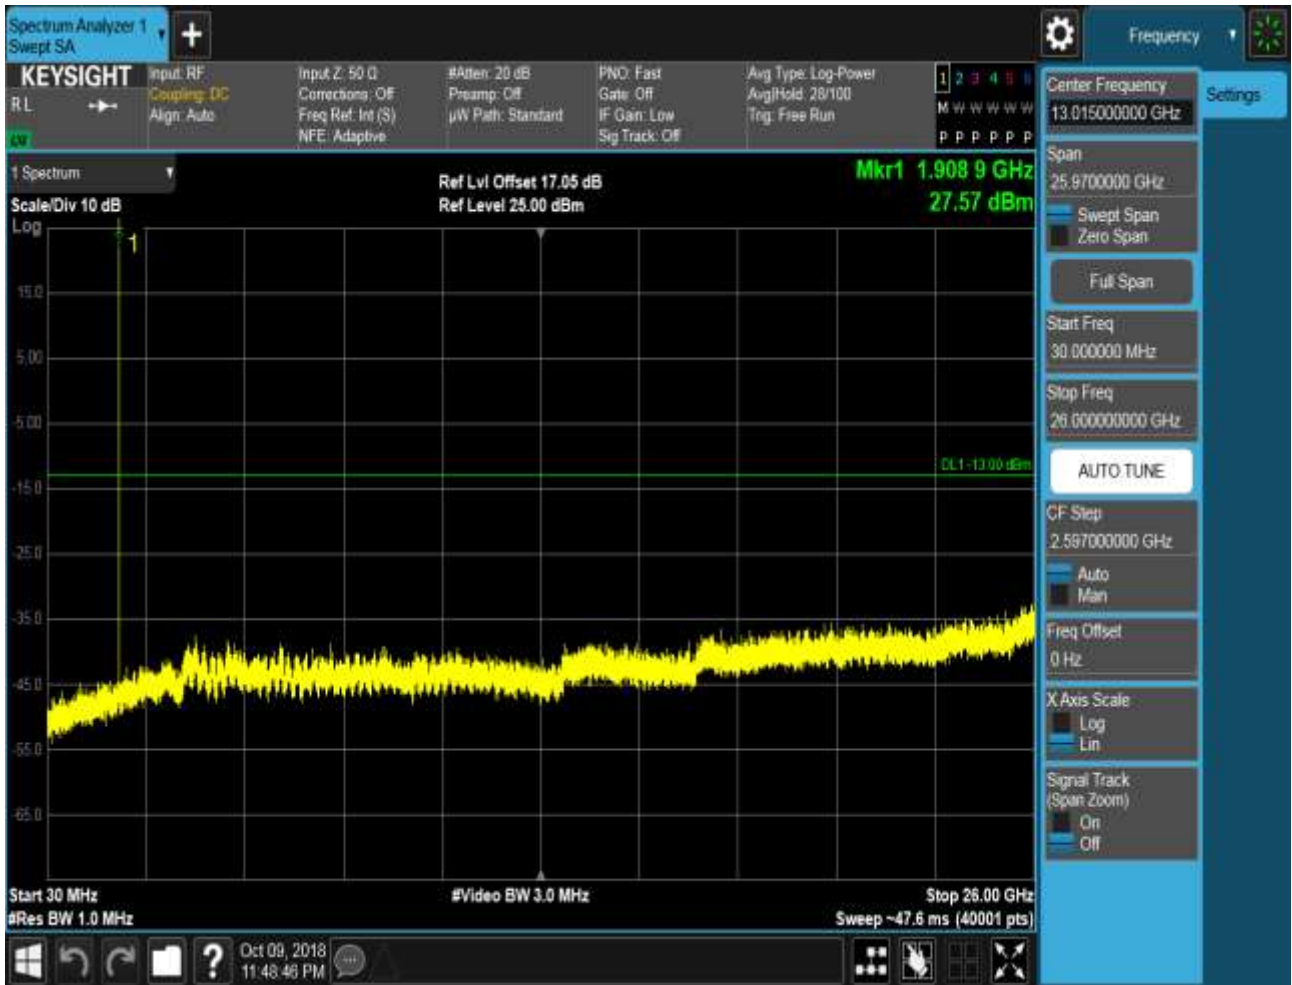 Spectrum Analyzer 1
Swept SA
+
Frequency
KEYSIGHT
RL
LXI
Input: RF
Coupling: DC
Align: Auto
Input Z: 50 Ω
Corrections: Off
Freq Ref: Int (S)
NFE: Adaptive
#Atten: 20 dB
Preamp: Off
µW Path: Standard
PNO: Fast
Gate: Off
IF Gain: Low
Sig Track: Off
Avg Type: Log-Power
Avg|Hold: 28/100
Trig: Free Run
1 2 3 4 5 6
M W W W W W
P P P P P P
1 Spectrum
Scale/Div 10 dB
Log
Ref Lvl Offset 17.05 dB
Ref Level 25.00 dBm
Mkr1 1.908 9 GHz
27.57 dBm
1
15.0
5.00
-5.00
DL1 -13.00 dBm
-15.0
-25.0
-35.0
-45.0
-55.0
-65.0
Start 30 MHz
#Res BW 1.0 MHz
#Video BW 3.0 MHz
Stop 26.00 GHz
Sweep ~47.6 ms (40001 pts)
Center Frequency
13.015000000 GHz
Settings
Span
25.9700000 GHz
Swept Span
Zero Span
Full Span
Start Freq
30.000000 MHz
Stop Freq
26.000000000 GHz
AUTO TUNE
CF Step
2.597000000 GHz
Auto
Man
Freq Offset
0 Hz
X Axis Scale
Log
Lin
Signal Track
(Span Zoom)
On
Off
?
Oct 09, 2018
11:48:46 PM